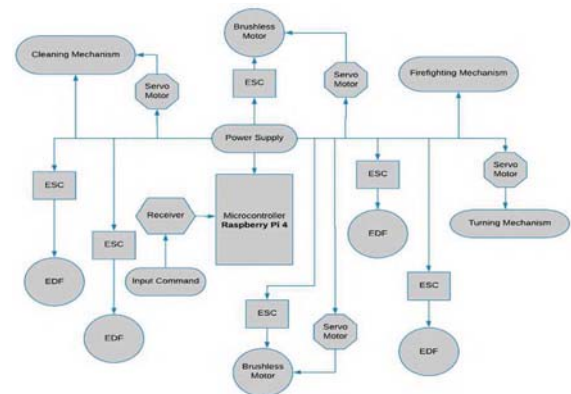 Brushless
Motor
Cleaning Mechanism
Servo
Motor
ESC
Servo
Motor
Firefighting Mechanism
Power Supply
ESC
ESC
Servo
Motor
ESC
Receiver
Microcontroller
Raspberry Pi 4
Turning Mechanism
EDF
ESC
EDF
Input Command
ESC
EDF
ESC
Servo
Motor
EDF
Brushless
Motor